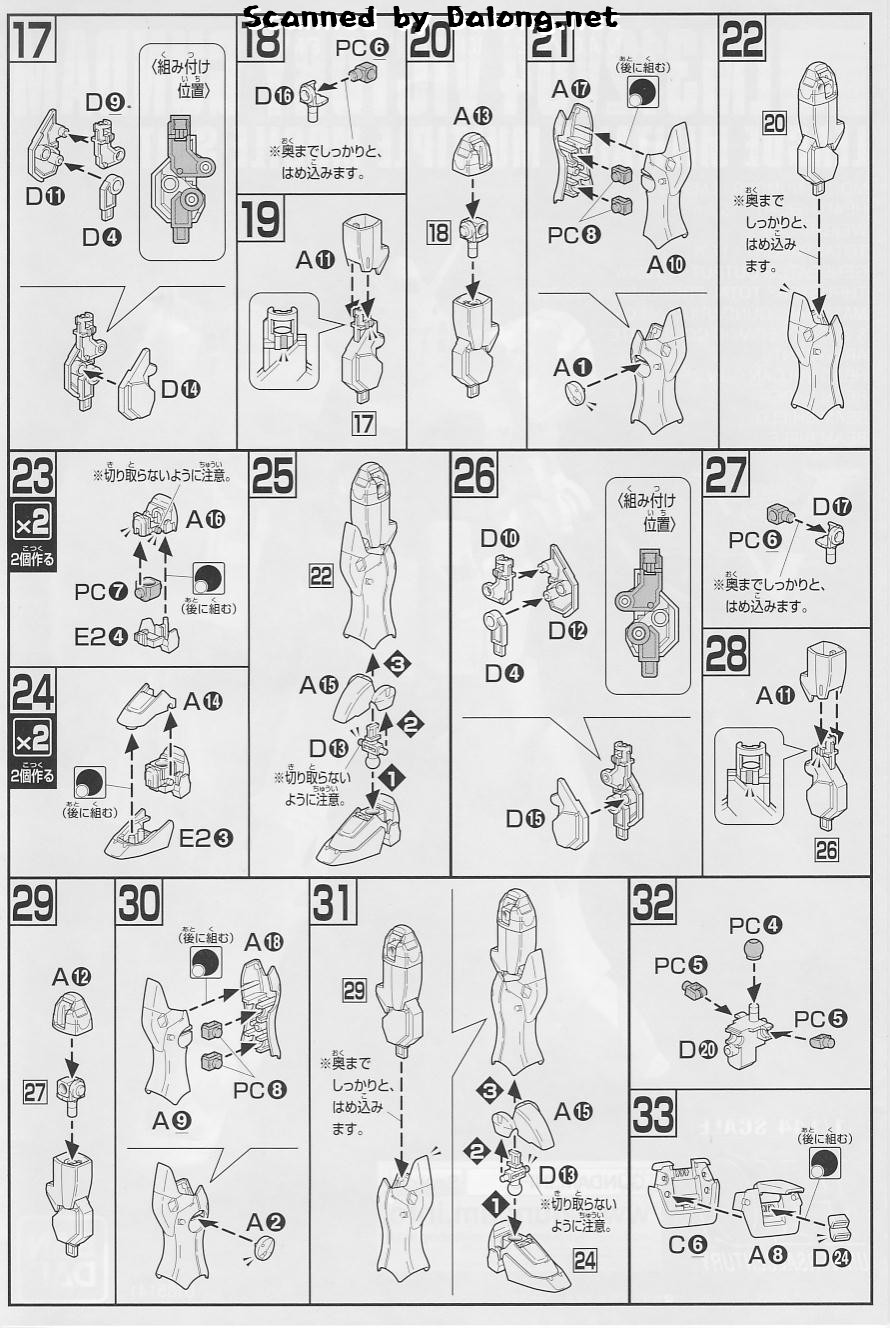 Scanned by Dalong.net
17
D❾
D⓫
D❹
〈組み付け
位置〉
D⓮
18
PC❻
D⓰
※奥までしっかりと、
はめ込みます。
19
A⓫
17
20
A⓭
18
21
A⓱
(後に組む)
PC❽
A❿
A❶
22
20
※奥まで
しっかりと、
はめ込み
ます。
23
×2
2個作る
※切り取らないように注意。
A⓰
PC❼
(後に組む)
E2❹
24
×2
2個作る
A⓮
(後に組む)
E2❸
25
22
A⓯
3
2
D⓭
1
※切り取らない
ように注意。
26
D❿
D⓬
D❹
〈組み付け
位置〉
D⓯
27
D⓱
PC❻
※奥までしっかりと、
はめ込みます。
28
A⓫
26
29
A⓬
27
30
(後に組む)
A⓲
PC❽
A❾
A❷
31
29
※奥まで
しっかりと、
はめ込み
ます。
3
A⓯
2
D⓭
1
※切り取らない
ように注意。
24
32
PC❹
PC❺
PC❺
D⓴
33
(後に組む)
C❻
A❽
D㉔